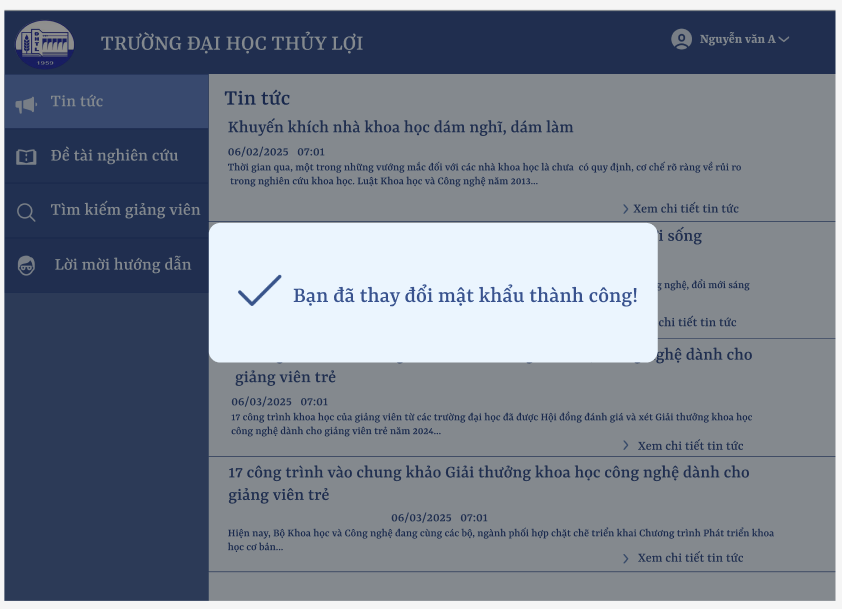 TRƯỜNG ĐẠI HỌC THỦY LỢI
Nguyễn văn A
1959
Tin tức
Đề tài nghiên cứu
Tìm kiếm giảng viên
Lời mời hướng dẫn
Tin tức
Khuyến khích nhà khoa học dám nghĩ, dám làm
06/02/2025 07:01
Thời gian qua, một trong những vướng mắc đối với các nhà khoa học là chưa có quy định, cơ chế rõ ràng về rủi ro
trong nghiên cứu khoa học. Luật Khoa học và Công nghệ năm 2013...
Xem chi tiết tin tức
i sống
nghệ, đổi mới sáng
chi tiết tin tức
Bạn đã thay đổi mật khẩu thành công!
ghệ dành cho
giảng viên trẻ
06/03/2025 07:01
17 công trình khoa học của giảng viên từ các trường đại học đã được Hội đồng đánh giá và xét Giải thưởng khoa học
công nghệ dành cho giảng viên trẻ năm 2024...
Xem chi tiết tin tức
17 công trình vào chung khảo Giải thưởng khoa học công nghệ dành cho
giảng viên trẻ
06/03/2025 07:01
Hiện nay, Bộ Khoa học và Công nghệ đang cùng các bộ, ngành phối hợp chặt chẽ triển khai Chương trình Phát triển khoa
học cơ bản...
Xem chi tiết tin tức